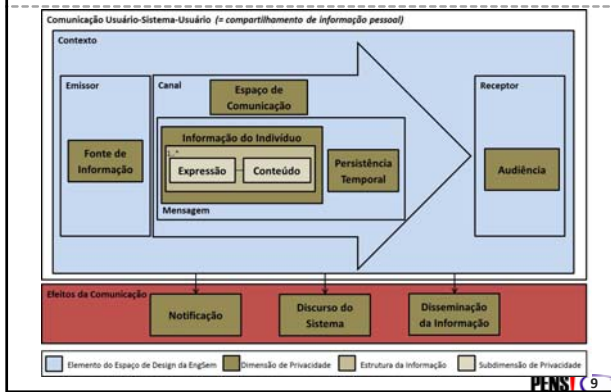 Comunicação Usuário-Sistema-Usuário (= compartilhamento de informação pessoal)
Contexto
Emissor
Canal
Espaço de
Comunicação
Receptor
Informação do Indivíduo
1..*
Expressão
Conteúdo
Fonte de
Informação
Persistência
Temporal
Audiência
Mensagem
Efeitos da Comunicação
Notificação
Discurso do
Sistema
Disseminação
da Informação
Elemento do Espaço de Design da EngSem
Dimensão de Privacidade
Estrutura da Informação
Subdimensão de Privacidade
9